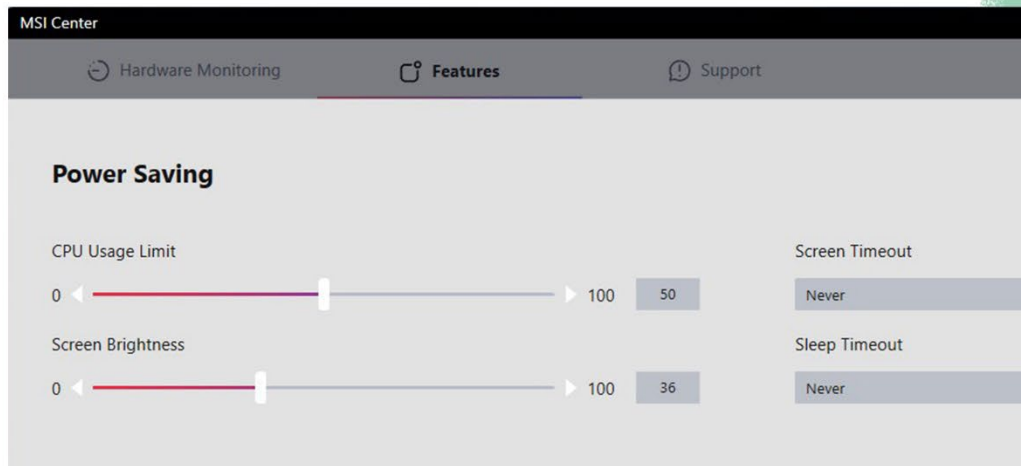 MSI Center
Hardware Monitoring Features Support
Power Saving
CPU Usage Limit Screen Timeout
0 100 50 Never
Screen Brightness Sleep Timeout
0 100 36 Never